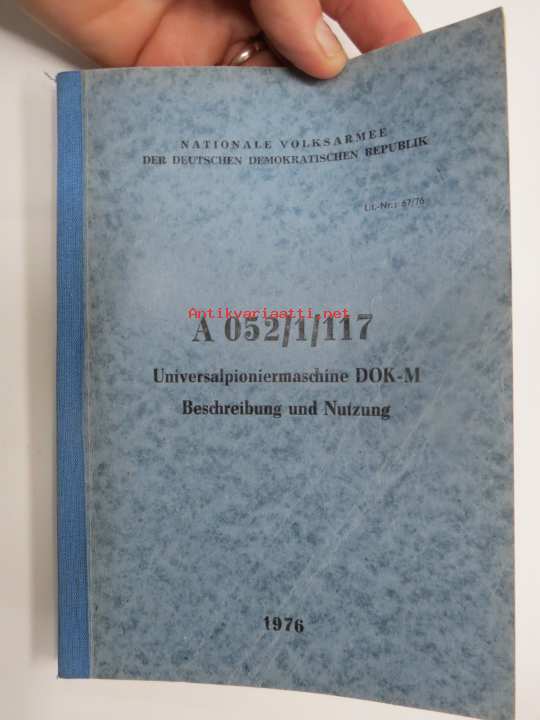 NATIONALE VOLKSARMEE
DER DEUTSCHEN DEMOKRATISCHEN REPUBLIK
Lit.-Nr.: 67/76
Antikvariaatti.net
A 052/1/117
Universalpioniermaschine DOK-M
Beschreibung und Nutzung
1976